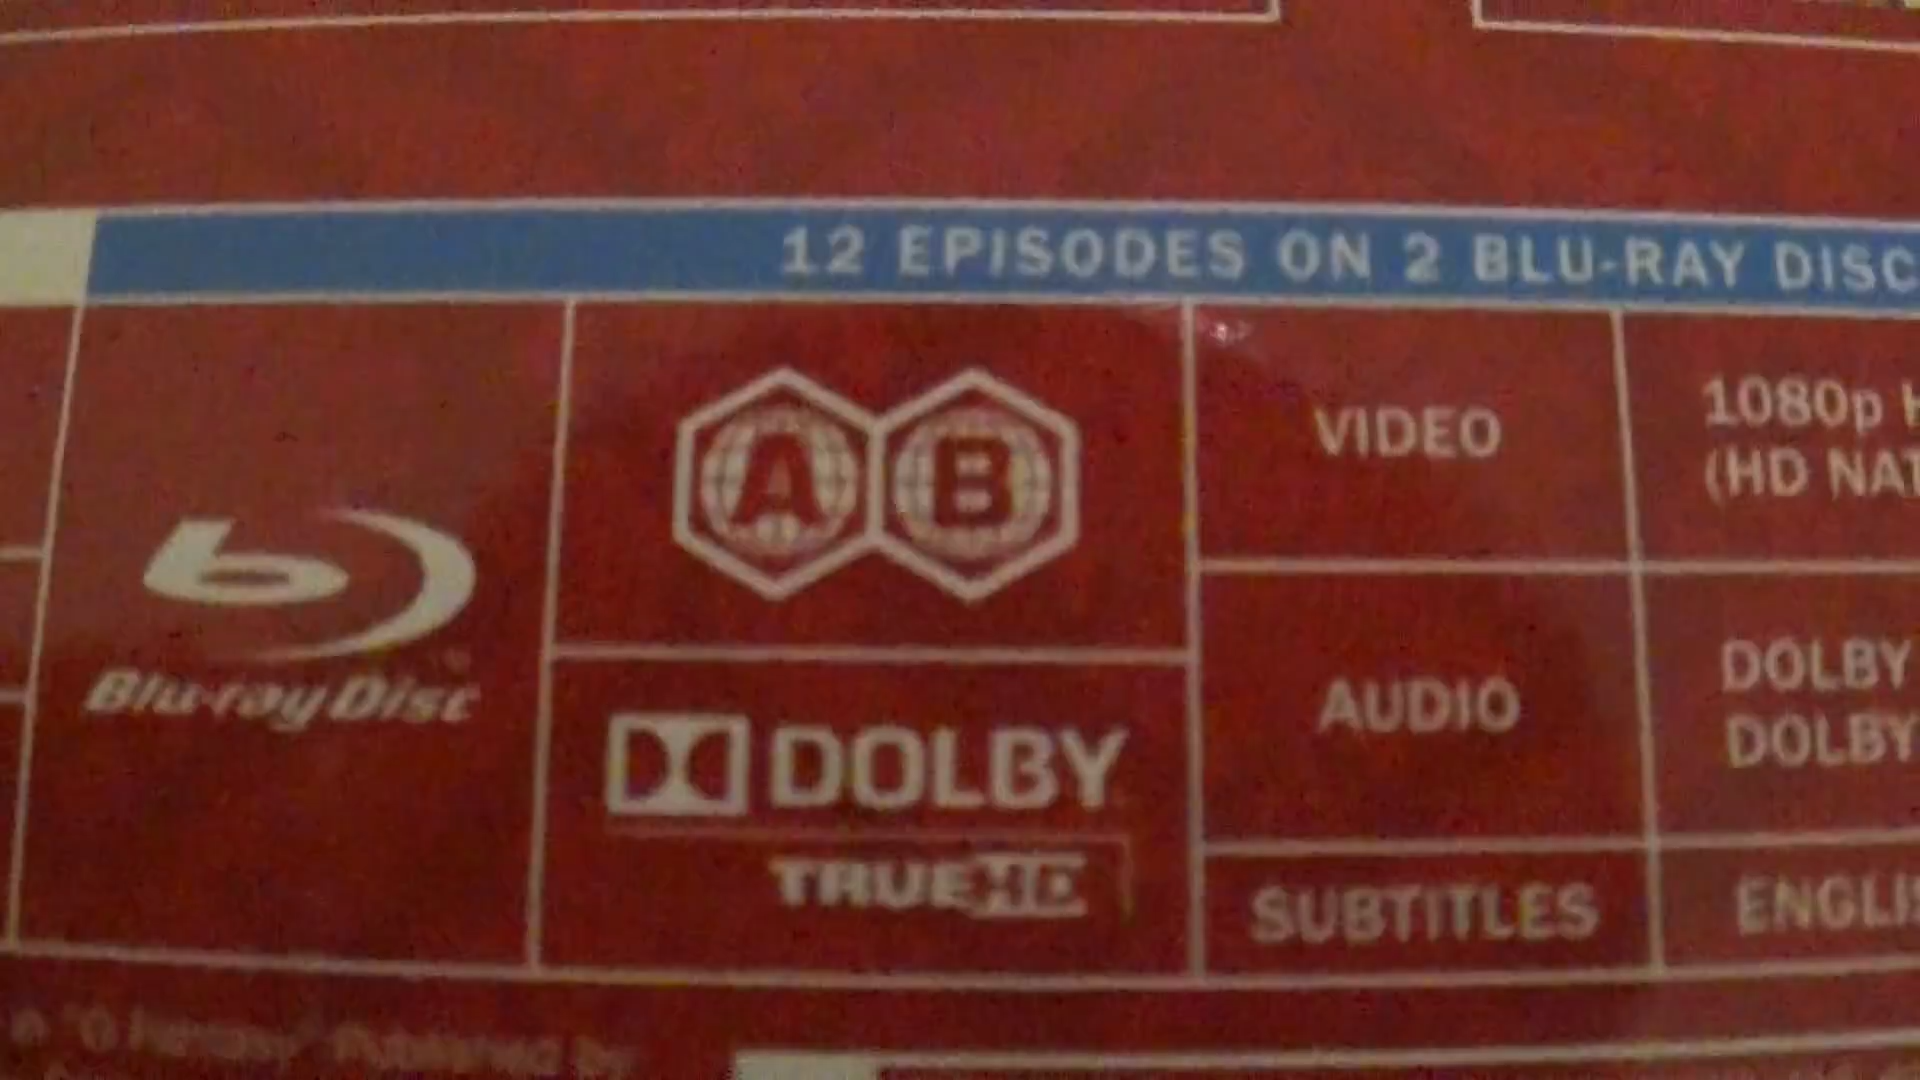 12 EPISODES ON 2 BLU-RAY DISC
A B
VIDEO
1080p H
(HD NAT
Blu-ray Disc
DOLBY
TRUEHD
AUDIO
DOLBY
DOLBY
SUBTITLES
ENGLIS